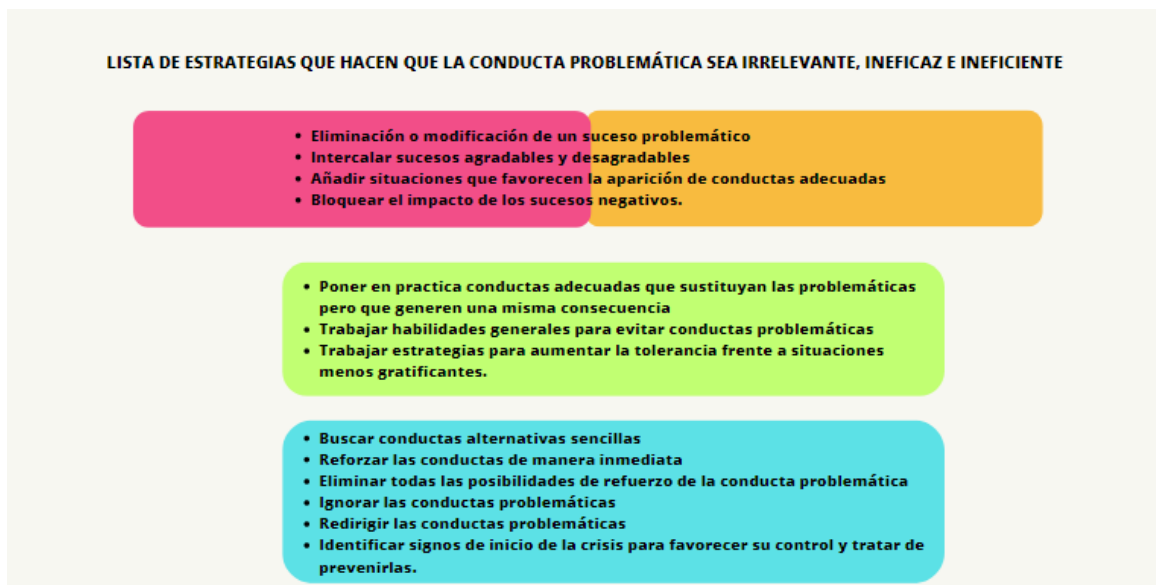 LISTA DE ESTRATEGIAS QUE HACEN QUE LA CONDUCTA PROBLEMÁTICA SEA IRRELEVANTE, INEFICAZ E INEFICIENTE
• Eliminación o modificación de un suceso problemático
• Intercalar sucesos agradables y desagradables
• Añadir situaciones que favorecen la aparición de conductas adecuadas
• Bloquear el impacto de los sucesos negativos.
• Poner en practica conductas adecuadas que sustituyan las problemáticas
pero que generen una misma consecuencia
• Trabajar habilidades generales para evitar conductas problemáticas
• Trabajar estrategias para aumentar la tolerancia frente a situaciones
menos gratificantes.
• Buscar conductas alternativas sencillas
• Reforzar las conductas de manera inmediata
• Eliminar todas las posibilidades de refuerzo de la conducta problemática
• Ignorar las conductas problemáticas
• Redirigir las conductas problemáticas
• Identificar signos de inicio de la crisis para favorecer su control y tratar de
prevenirlas.